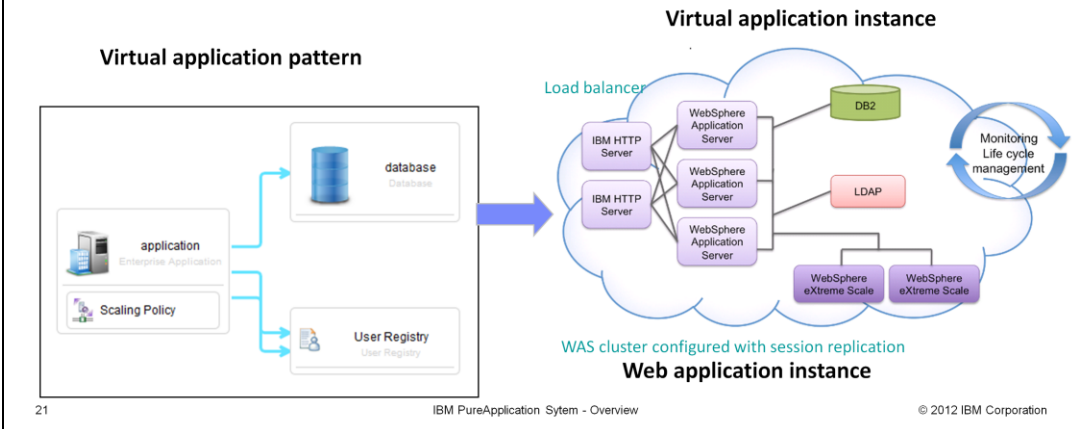 Virtual application pattern
Virtual application instance
database
Database
application
Enterprise Application
Scaling Policy
User Registry
User Registry
Load balancer
IBM HTTP
Server
IBM HTTP
Server
WebSphere
Application
Server
WebSphere
Application
Server
WebSphere
Application
Server
DB2
LDAP
WebSphere
eXtreme Scale
WebSphere
eXtreme Scale
Monitoring
Life cycle
management
WAS cluster configured with session replication
Web application instance
21
IBM PureApplication Sytem - Overview
© 2012 IBM Corporation